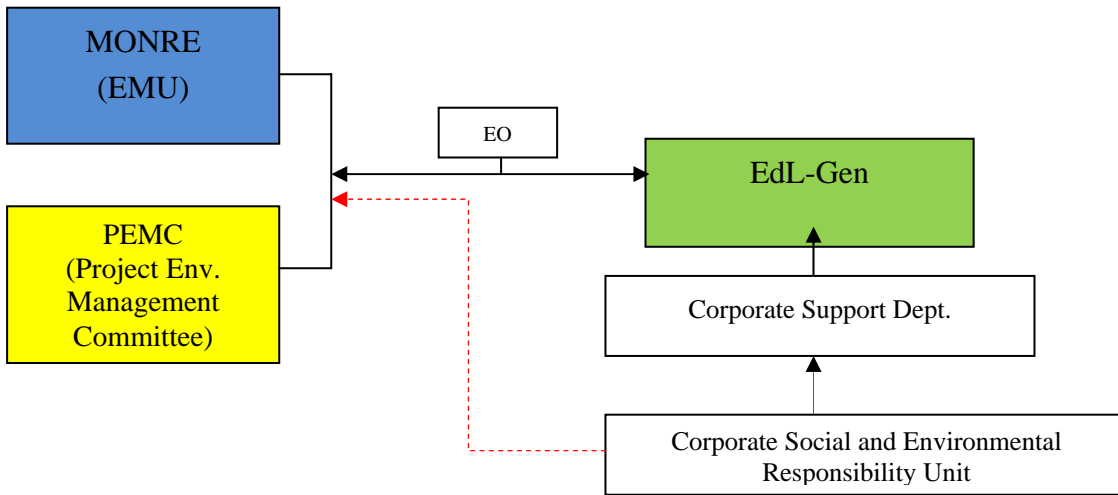 MONRE
(EMU)
EO
EdL-Gen
PEMC
(Project Env.
Management
Committee)
Corporate Support Dept.
Corporate Social and Environmental
Responsibility Unit